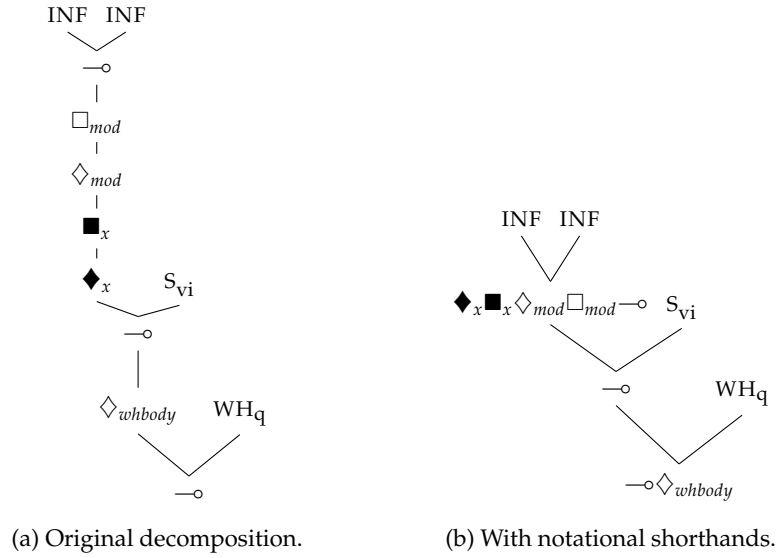 INF INF
⊸
□mod
◇mod
■x
◆x Svi
⊸
◇whbody WHq
⊸
(a) Original decomposition.
INF INF
◆x■x◇mod□mod⊸ Svi
⊸ WHq
⊸◇whbody
(b) With notational shorthands.